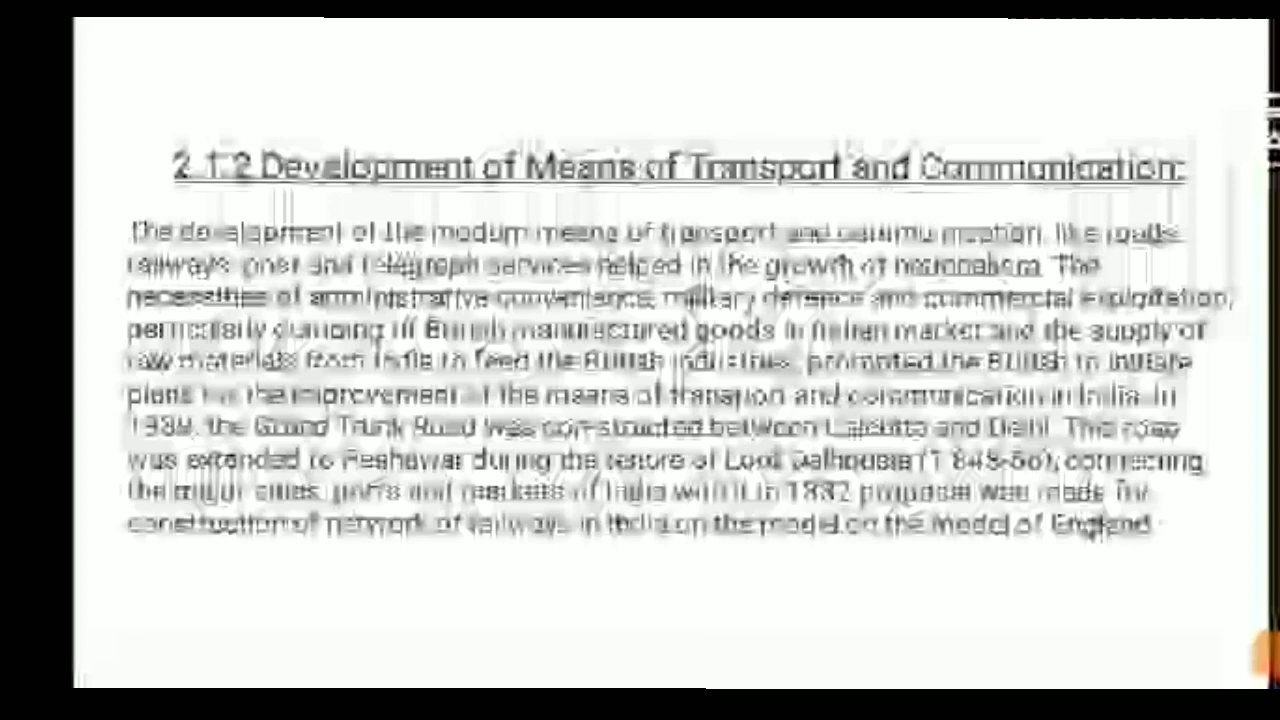 2.1.2 Development of Means of Transport and Communication:
The development of the modern means of transport and communication, like roads,
railways, post and telegraph services helped in the growth of nationalism. The
necessities of administrative convenience, military defence and commercial exploitation,
particularly dumping of British manufactured goods in Indian market and the supply of
raw materials from India to feed the British industries, prompted the British to initiate
plans for the improvement of the means of transport and communication in India. In
the Grand Trunk Road was constructed between Calcutta and Delhi. This road
was extended to Peshawar during the tenure of Lord Dalhousie connecting
the major cities, ports and markets of India with it. In proposal was made for
construction of network of railways in India on the model on the model of England.